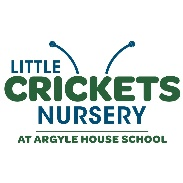 LITTLE
CRICKETS
NURSERY
AT ARGYLE HOUSE SCHOOL